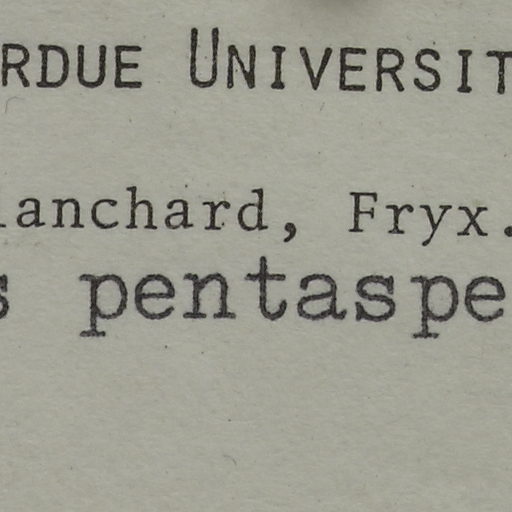 RDUE UNIVERSIT
lanchard, Fryx.
s pentaspe